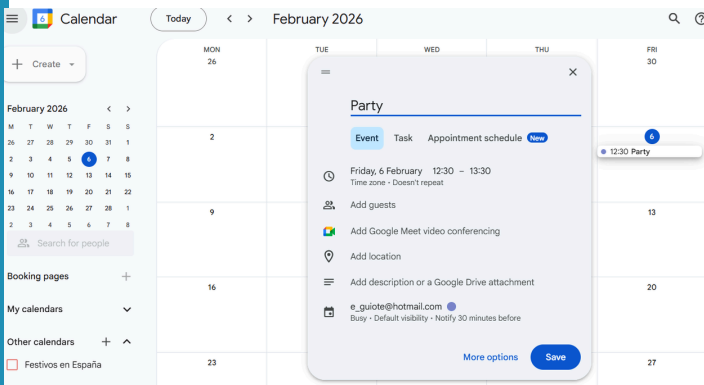 6 Calendar Today February 2026
Create
February 2026
M T W T F S S
26 27 28 29 30 31 1
2 3 4 5 6 7 8
9 10 11 12 13 14 15
16 17 18 19 20 21 22
23 24 25 26 27 28 1
2 3 4 5 6 7 8
Search for people
Booking pages
My calendars
Other calendars
Festivos en España
MON TUE WED THU FRI
26 30
2 6
12:30 Party
9 13
16 20
23 27
Party
Event Task Appointment schedule New
Friday, 6 February 12:30 – 13:30
Time zone • Doesn't repeat
Add guests
Add Google Meet video conferencing
Add location
Add description or a Google Drive attachment
e_guiote@hotmail.com
Busy • Default visibility • Notify 30 minutes before
More options Save